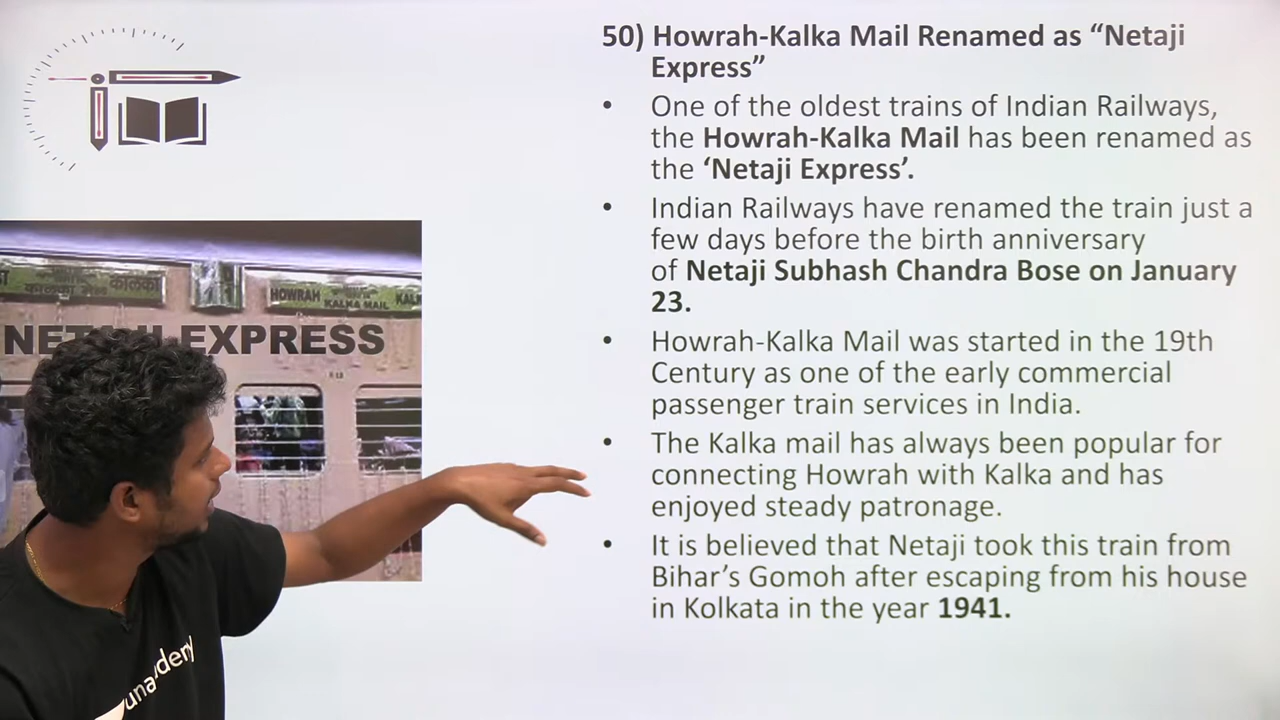 50) Howrah-Kalka Mail Renamed as “Netaji
Express”
• One of the oldest trains of Indian Railways,
the Howrah-Kalka Mail has been renamed as
the ‘Netaji Express’.
• Indian Railways have renamed the train just a
few days before the birth anniversary
of Netaji Subhash Chandra Bose on January
23.
• Howrah-Kalka Mail was started in the 19th
Century as one of the early commercial
passenger train services in India.
• The Kalka mail has always been popular for
connecting Howrah with Kalka and has
enjoyed steady patronage.
• It is believed that Netaji took this train from
Bihar’s Gomoh after escaping from his house
in Kolkata in the year 1941.
HOWRAH
KALKA MAIL
EXPRESS